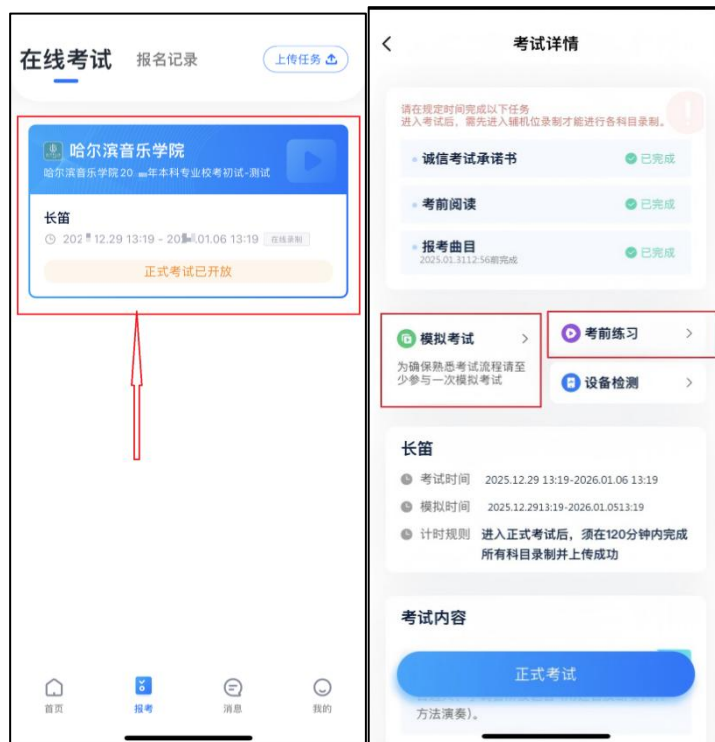 在线考试
报名记录
上传任务
哈尔滨音乐学院
哈尔滨音乐学院20 年本科专业校考初试-测试
长笛
202 12.29 13:19 - 20 .01.06 13:19 在线录制
正式考试已开放
首页
报考
消息
我的
考试详情
请在规定时间完成以下任务
进入考试后，需先进入辅机位录制才能进行各科目录制。
诚信考试承诺书 已完成
考前阅读 已完成
报考曲目 已完成
2025.01.3112:56前完成
模拟考试
为确保熟悉考试流程请至
少参与一次模拟考试
考前练习
设备检测
长笛
考试时间 2025.12.29 13:19-2026.01.06 13:19
模拟时间 2025.12.2913:19-2026.01.0513:19
计时规则 进入正式考试后，须在120分钟内完成
所有科目录制并上传成功
考试内容
正式考试
方法演奏)。